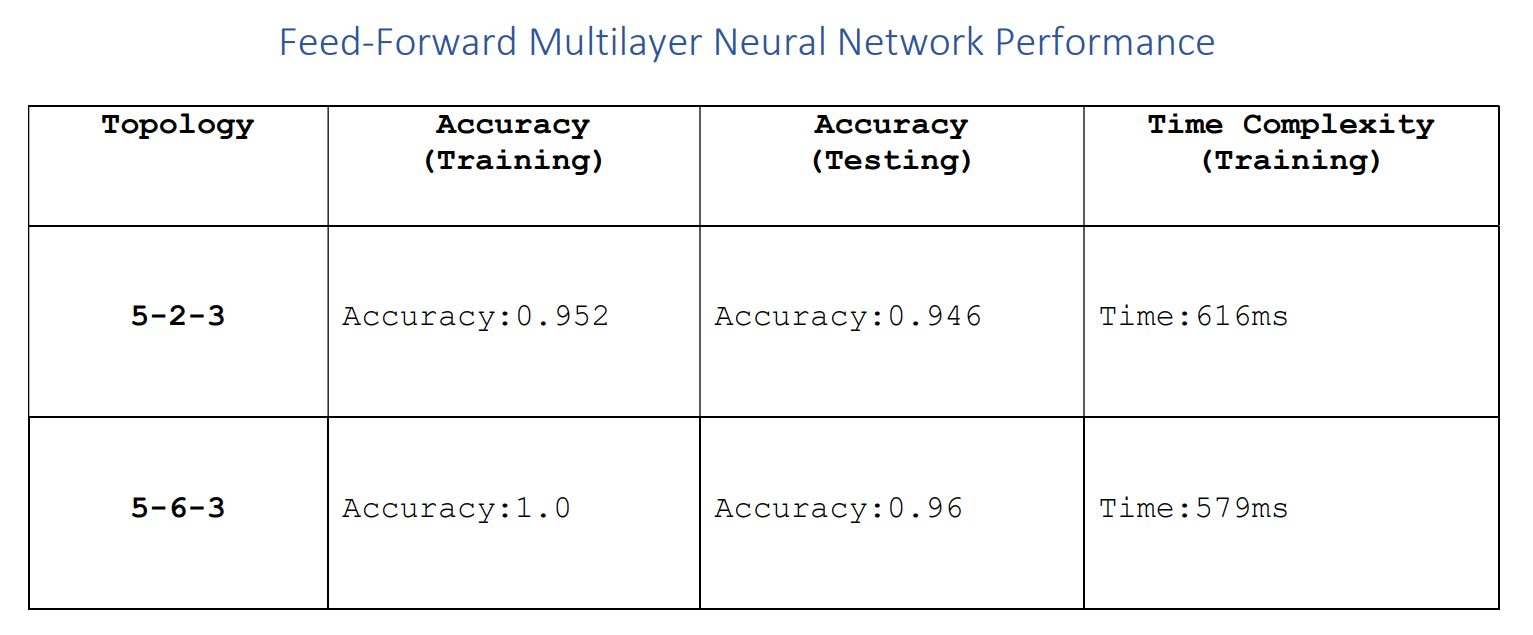 Feed-Forward Multilayer Neural Network Performance
Topology
Accuracy
(Training)
Accuracy
(Testing)
Time Complexity
(Training)
5-2-3
Accuracy:0.952
Accuracy:0.946
Time:616ms
5-6-3
Accuracy:1.0
Accuracy:0.96
Time:579ms